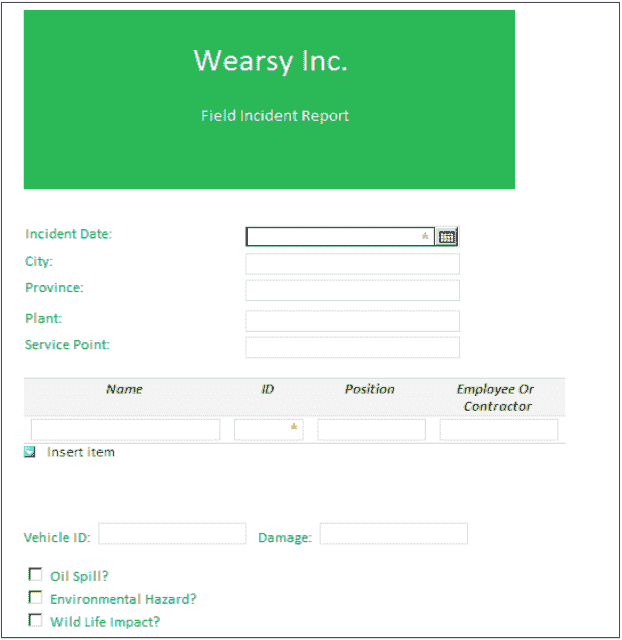 Wearsy Inc.
Field Incident Report
Incident Date: *
City:
Province:
Plant:
Service Point:
Name ID Position Employee Or
Contractor
*
Insert item
Vehicle ID: Damage:
Oil Spill?
Environmental Hazard?
Wild Life Impact?